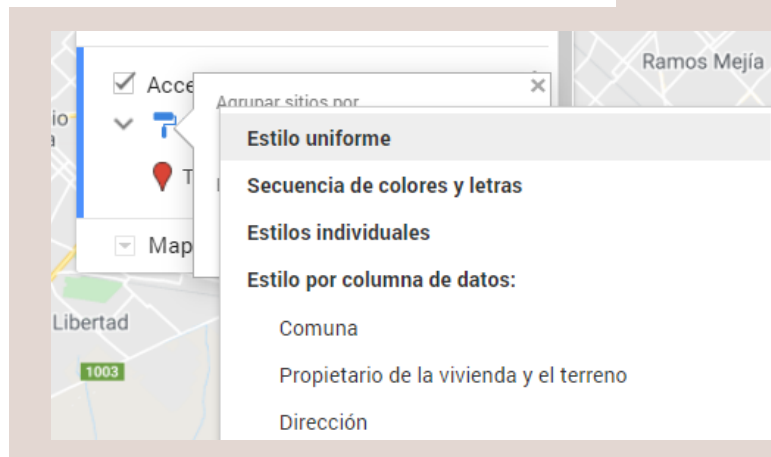 Ramos Mejía
Acce
Agrupar sitios por
io
Estilo uniforme
T
Secuencia de colores y letras
Map
Estilos individuales
Estilo por columna de datos:
Libertad
Comuna
1003
Propietario de la vivienda y el terreno
Dirección